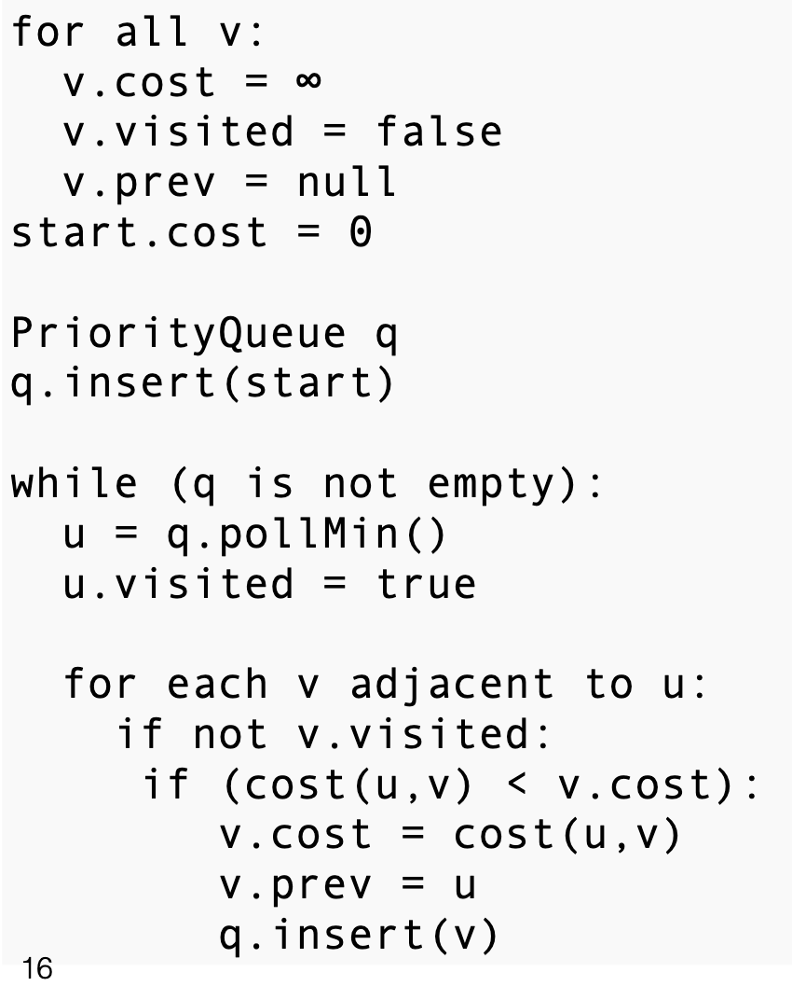 for all v:
  v.cost = ∞
  v.visited = false
  v.prev = null
start.cost = 0

PriorityQueue q
q.insert(start)

while (q is not empty):
  u = q.pollMin()
  u.visited = true

  for each v adjacent to u:
    if not v.visited:
     if (cost(u,v) < v.cost):
        v.cost = cost(u,v)
        v.prev = u
        q.insert(v)
16